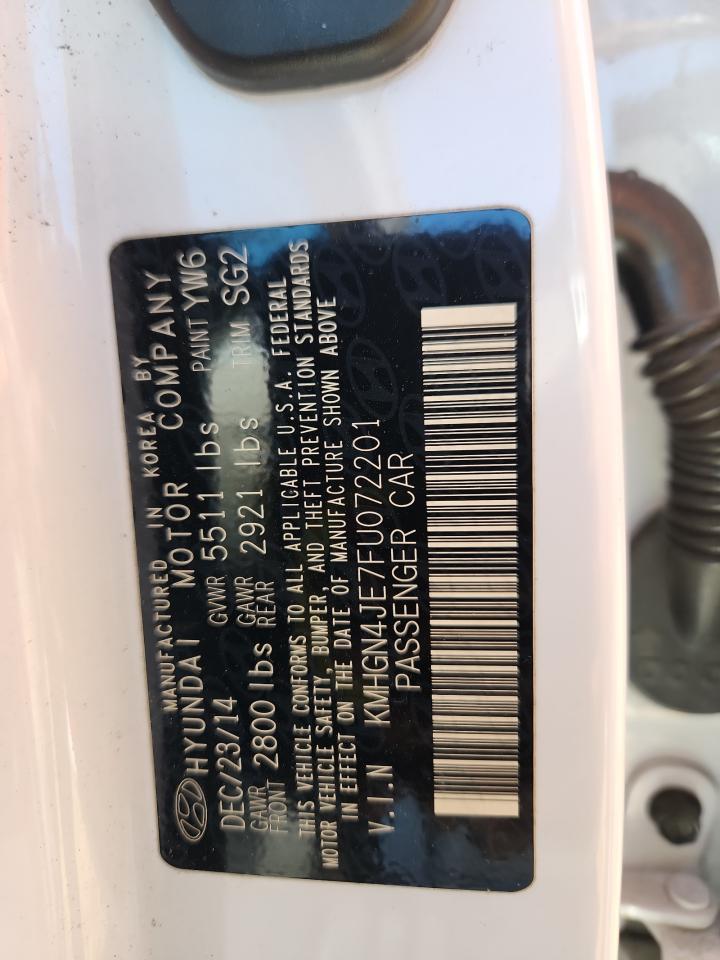 MANUFACTURED IN KOREA BY
HYUNDAI MOTOR COMPANY
DEC/23/14 GVWR 5511 lbs PAINT YW6
GAWR FRONT 2800 lbs GAWR REAR 2921 lbs TRIM SG2
THIS VEHICLE CONFORMS TO ALL APPLICABLE U.S.A. FEDERAL
MOTOR VEHICLE SAFETY, BUMPER, AND THEFT PREVENTION STANDARDS
IN EFFECT ON THE DATE OF MANUFACTURE SHOWN ABOVE
V.I.N KMHGN4JE7FU072201
PASSENGER CAR